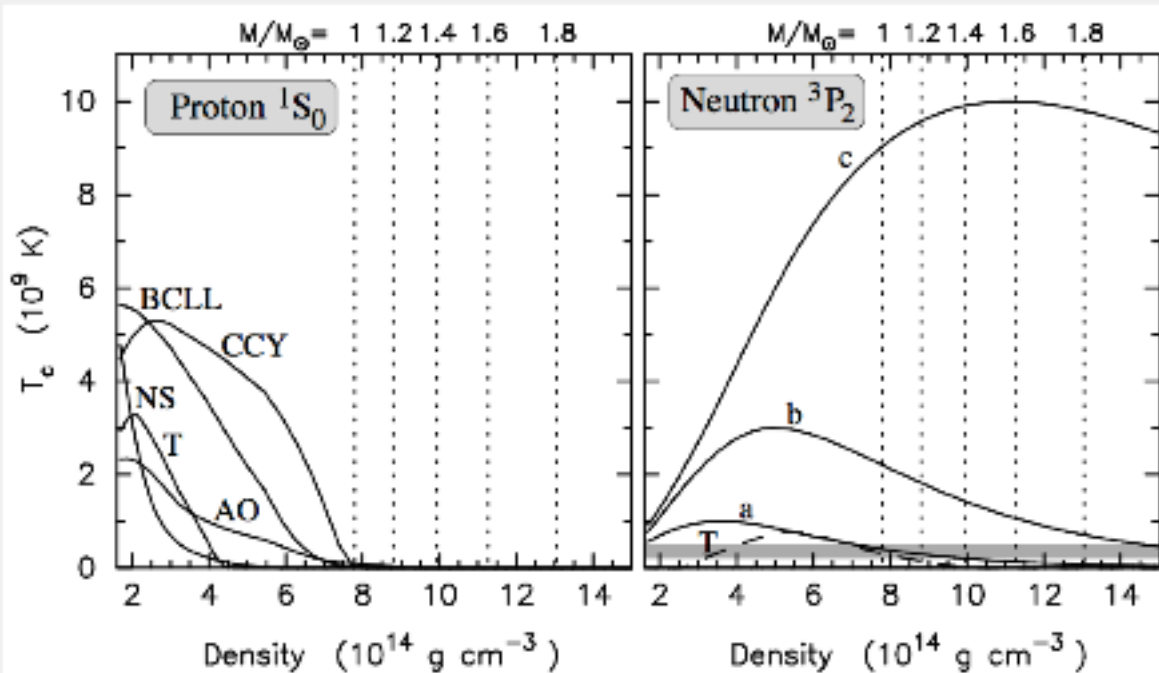 M/M⊙= 1 1.2 1.4 1.6 1.8
M/M⊙= 1 1.2 1.4 1.6 1.8
Proton ¹S₀
Neutron ³P₂
T_c (10⁹ K)
10
8
6
4
2
0
BCLL
CCY
NS
T
AO
c
b
a
T
2 4 6 8 10 12 14
2 4 6 8 10 12 14
Density (10¹⁴ g cm⁻³)
Density (10¹⁴ g cm⁻³)